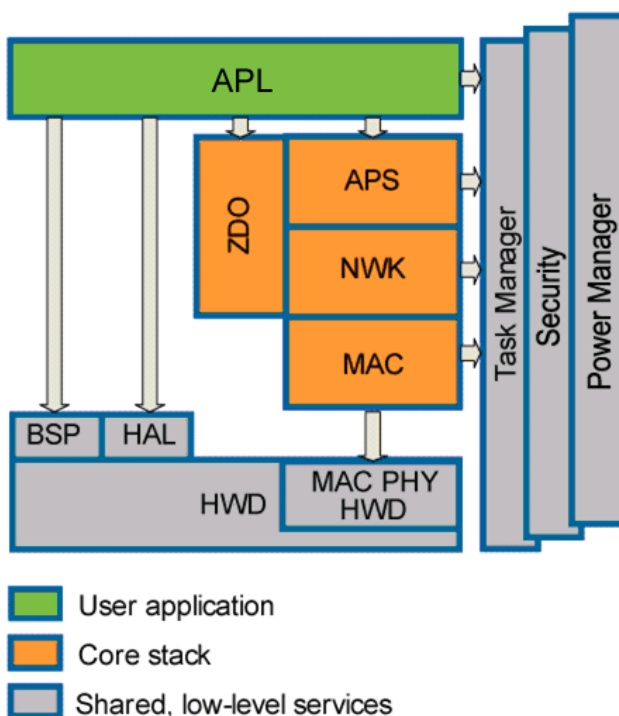 APL
ZDO
APS
NWK
MAC
BSP
HAL
HWD
MAC PHY
HWD
Task Manager
Security
Power Manager
User application
Core stack
Shared, low-level services